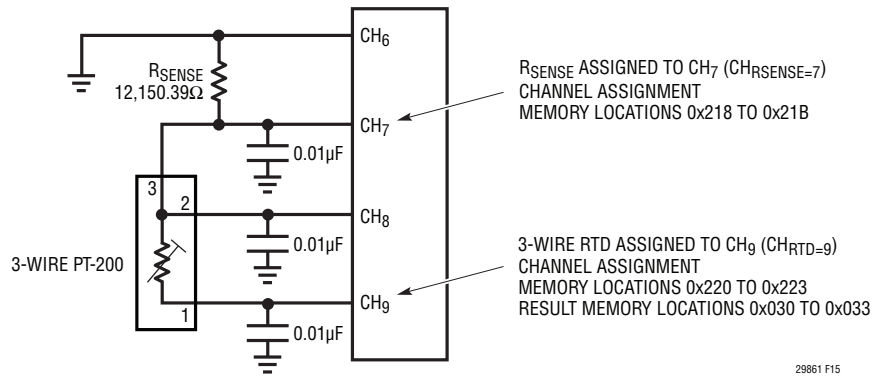 CH6
RSENSE
12,150.39Ω
CH7
0.01µF
3
2
CH8
0.01µF
3-WIRE PT-200
1
CH9
0.01µF
RSENSE ASSIGNED TO CH7 (CHRSENSE=7)
CHANNEL ASSIGNMENT
MEMORY LOCATIONS 0x218 TO 0x21B
3-WIRE RTD ASSIGNED TO CH9 (CHRTD=9)
CHANNEL ASSIGNMENT
MEMORY LOCATIONS 0x220 TO 0x223
RESULT MEMORY LOCATIONS 0x030 TO 0x033
29861 F15